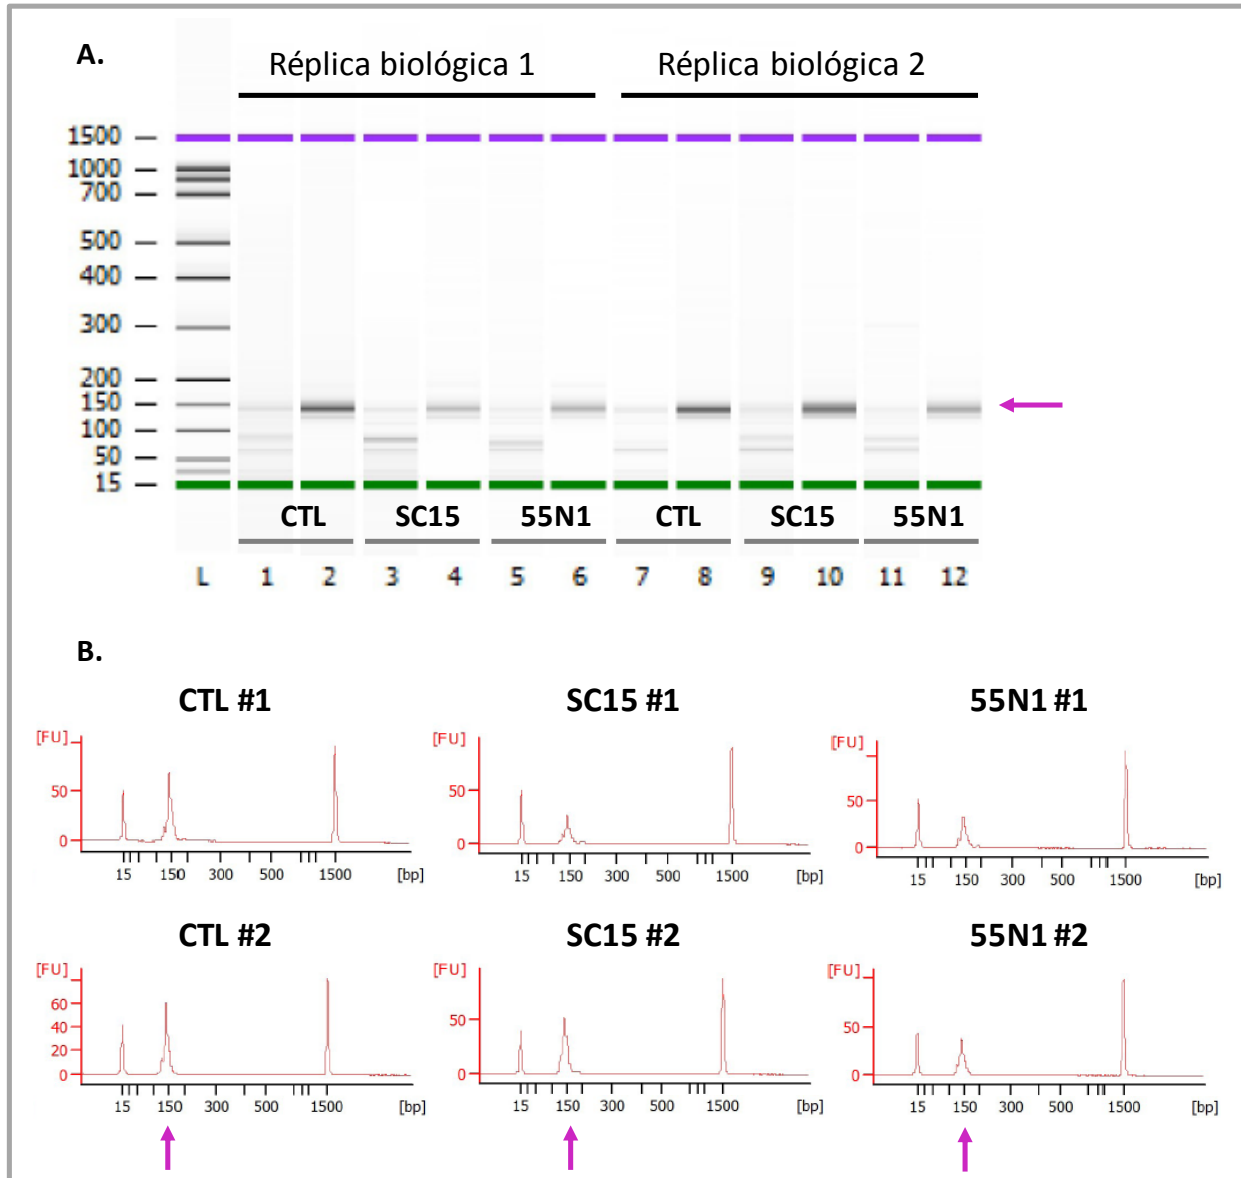 A.
Réplica biológica 1 Réplica biológica 2
1500
1000
700
500
400
300
200
150
100
50
15
CTL SC15 55N1 CTL SC15 55N1
L 1 2 3 4 5 6 7 8 9 10 11 12
B.
CTL #1 SC15 #1 55N1 #1
[FU] [FU] [FU]
50 50 50
0 0 0
15 150 300 500 1500 [bp] 15 150 300 500 1500 [bp] 15 150 300 500 1500 [bp]
CTL #2 SC15 #2 55N1 #2
[FU] [FU] [FU]
60
40 50 50
20
0 0 0
15 150 300 500 1500 [bp] 15 150 300 500 1500 [bp] 15 150 300 500 1500 [bp]